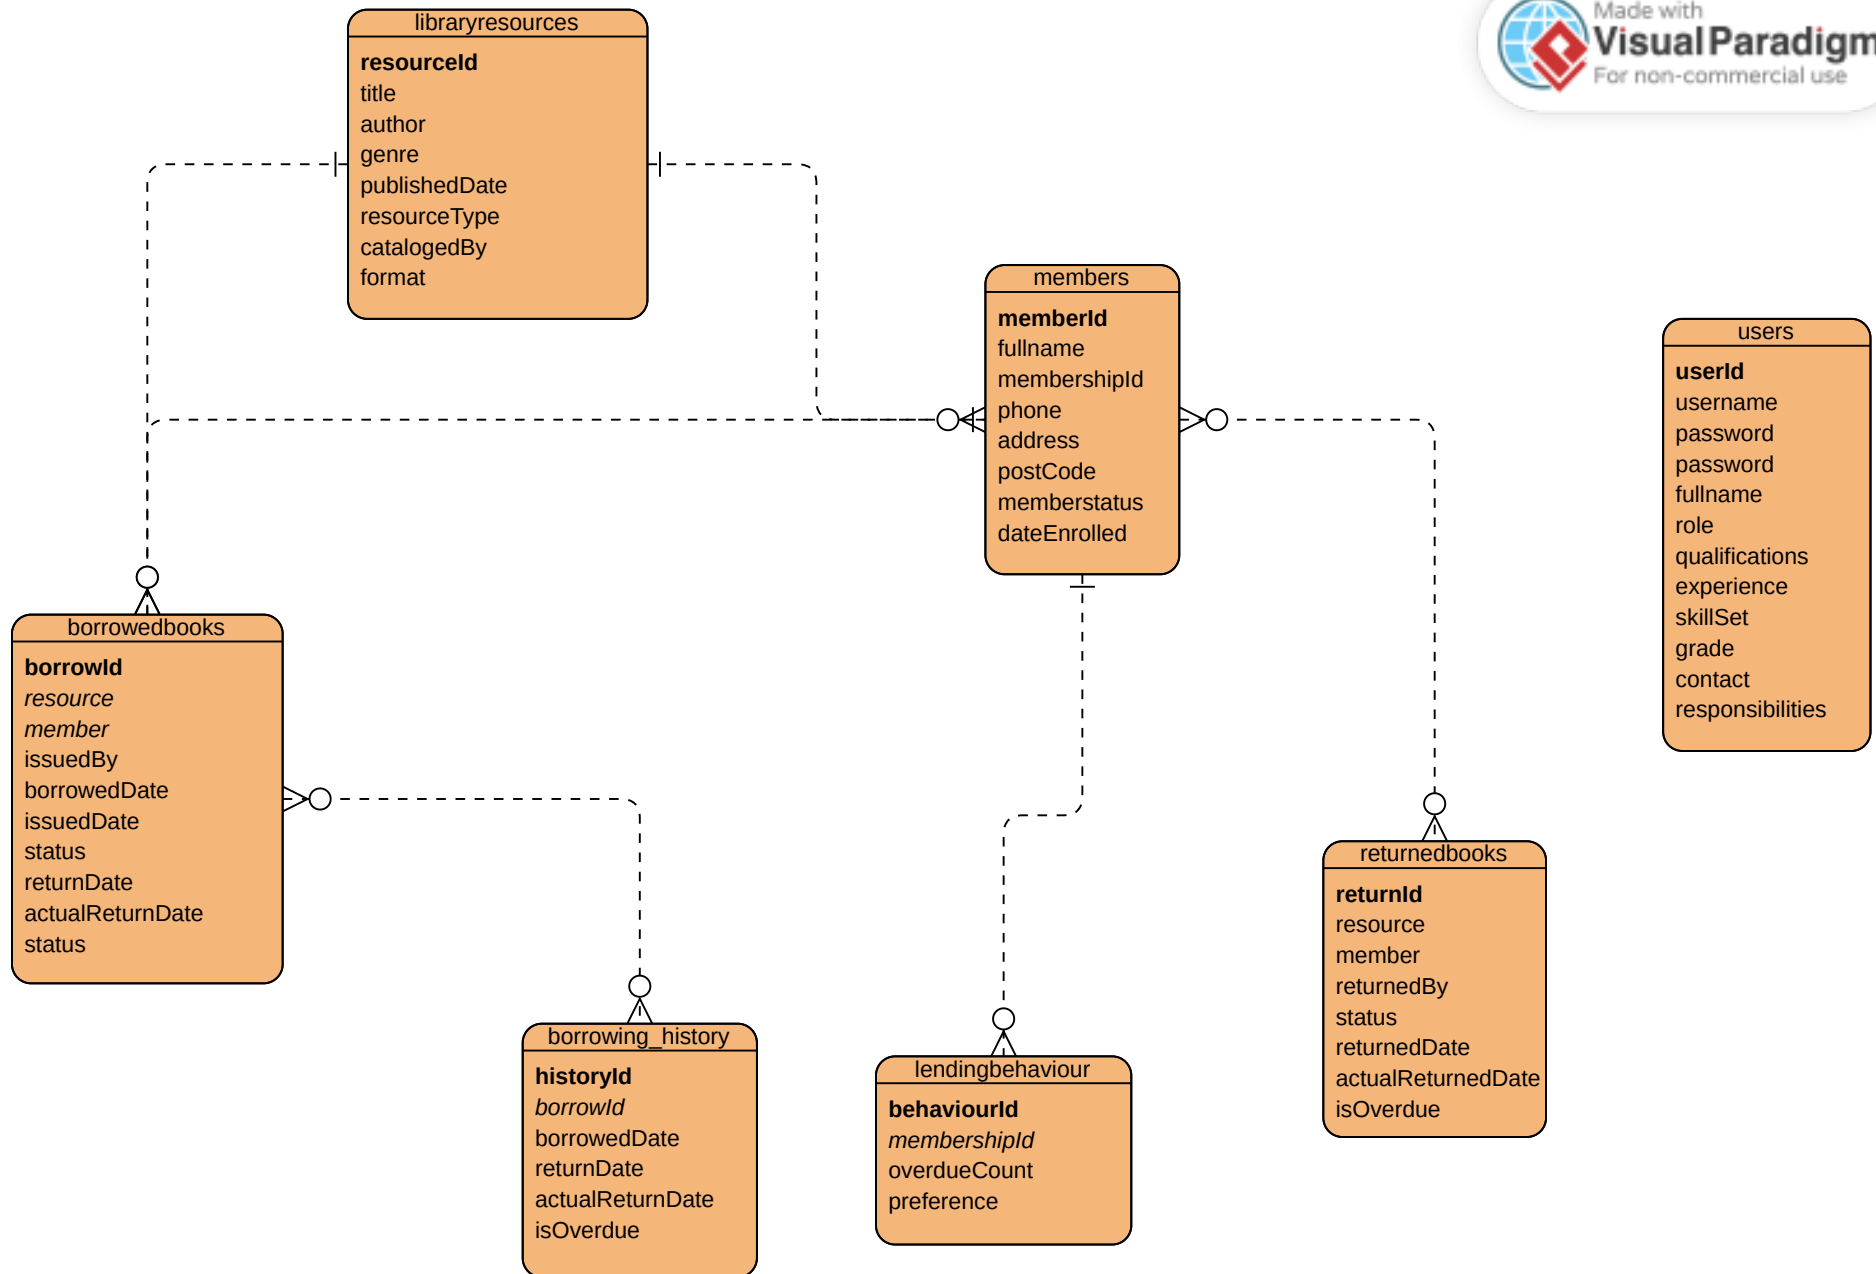 libraryresources
resourceId
title
author
genre
publishedDate
resourceType
catalogedBy
format
Made with
Visual Paradigm
For non-commercial use
members
memberId
fullname
membershipId
phone
address
postCode
memberstatus
dateEnrolled
users
userId
username
password
password
fullname
role
qualifications
experience
skillSet
grade
contact
responsibilities
borrowedbooks
borrowId
resource
member
issuedBy
borrowedDate
issuedDate
status
returnDate
actualReturnDate
status
returnedbooks
returnId
resource
member
returnedBy
status
returnedDate
actualReturnedDate
isOverdue
borrowing_history
historyId
borrowId
borrowedDate
returnDate
actualReturnDate
isOverdue
lendingbehaviour
behaviourId
membershipId
overdueCount
preference